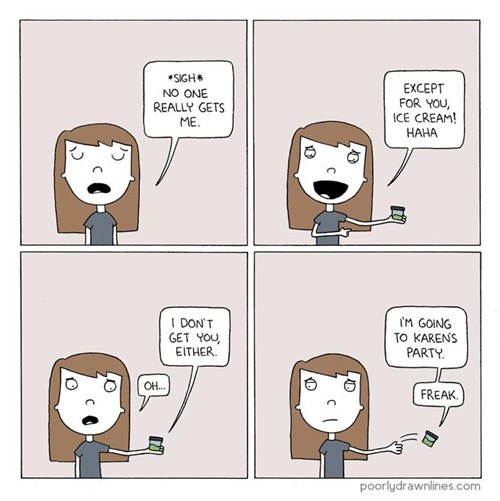 *SIGH*
NO ONE
REALLY GETS
ME.
EXCEPT
FOR YOU,
ICE CREAM!
HAHA
I DON'T
GET YOU,
EITHER.
OH...
I'M GOING
TO KAREN'S
PARTY.
FREAK.
poorlydrawnlines.com